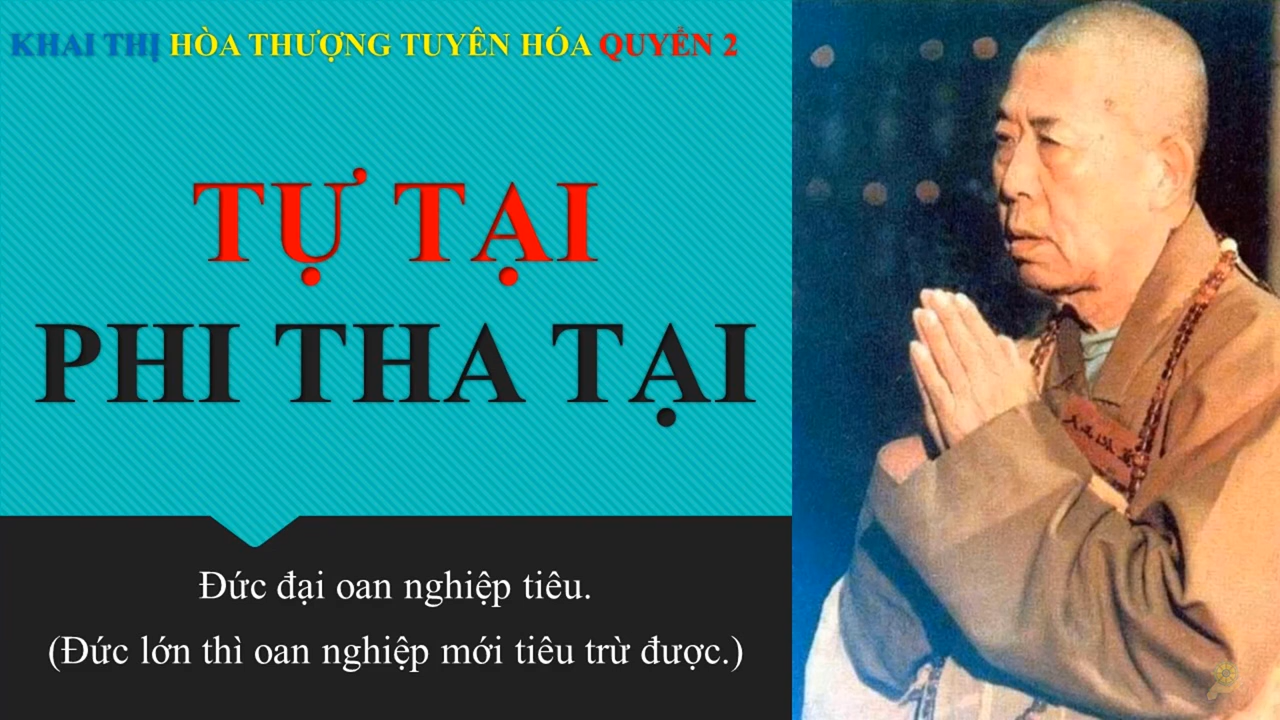 KHAI THỊ HÒA THƯỢNG TUYÊN HÓA QUYỂN 2
TỰ TẠI
PHI THA TẠI
Đức đại oan nghiệp tiêu.
(Đức lớn thì oan nghiệp mới tiêu trừ được.)